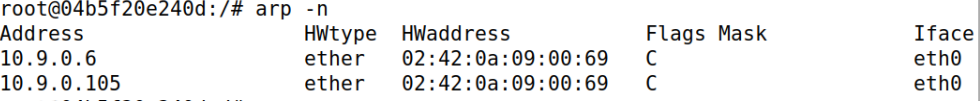 root@04b5f20e240d:/# arp -n
Address HWtype HWaddress Flags Mask Iface
10.9.0.6 ether 02:42:0a:09:00:69 C eth0
10.9.0.105 ether 02:42:0a:09:00:69 C eth0